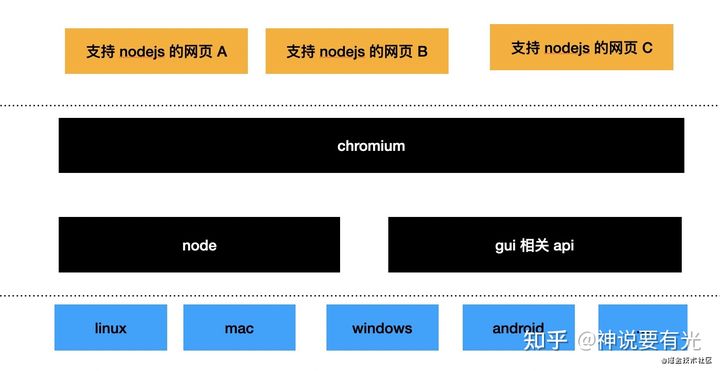 支持 nodejs 的网页 A
支持 nodejs 的网页 B
支持 nodejs 的网页 C
chromium
node
gui 相关 api
linux
mac
windows
android
知乎 @神说要有光
@掘金技术社区